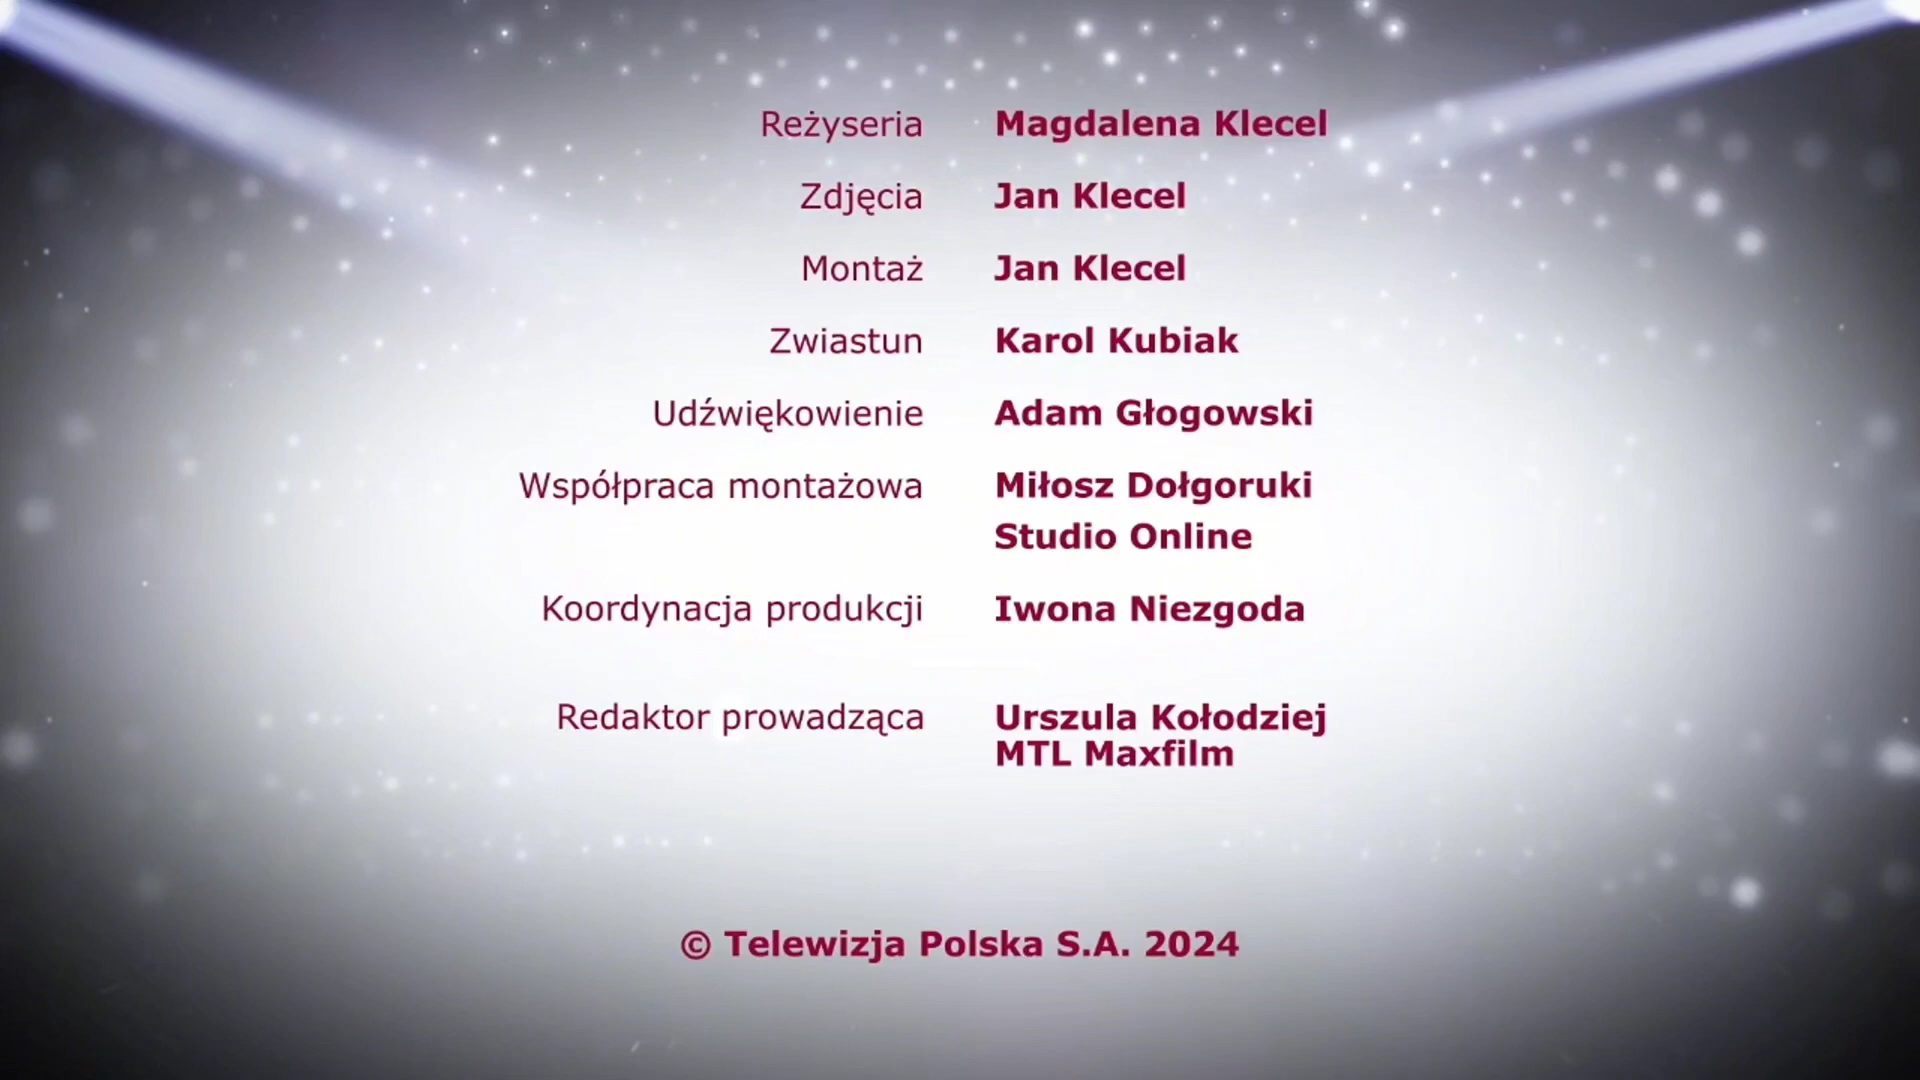 Reżyseria Magdalena Klecel
Zdjęcia Jan Klecel
Montaż Jan Klecel
Zwiastun Karol Kubiak
Udźwiękowienie Adam Głogowski
Współpraca montażowa Miłosz Dołgoruki
Studio Online
Koordynacja produkcji Iwona Niezgoda
Redaktor prowadząca Urszula Kołodziej
MTL Maxfilm
© Telewizja Polska S.A. 2024